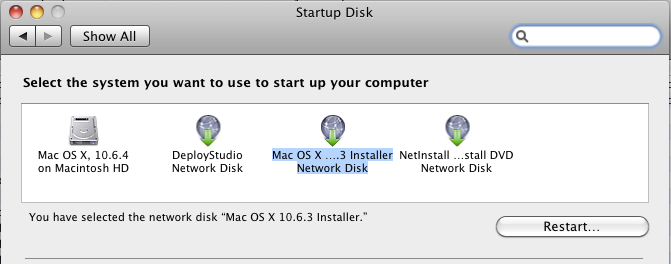 Startup Disk
Show All
Select the system you want to use to start up your computer
Mac OS X, 10.6.4
on Macintosh HD
DeployStudio
Network Disk
Mac OS X ....3 Installer
Network Disk
NetInstall ...stall DVD
Network Disk
You have selected the network disk “Mac OS X 10.6.3 Installer.”
Restart...